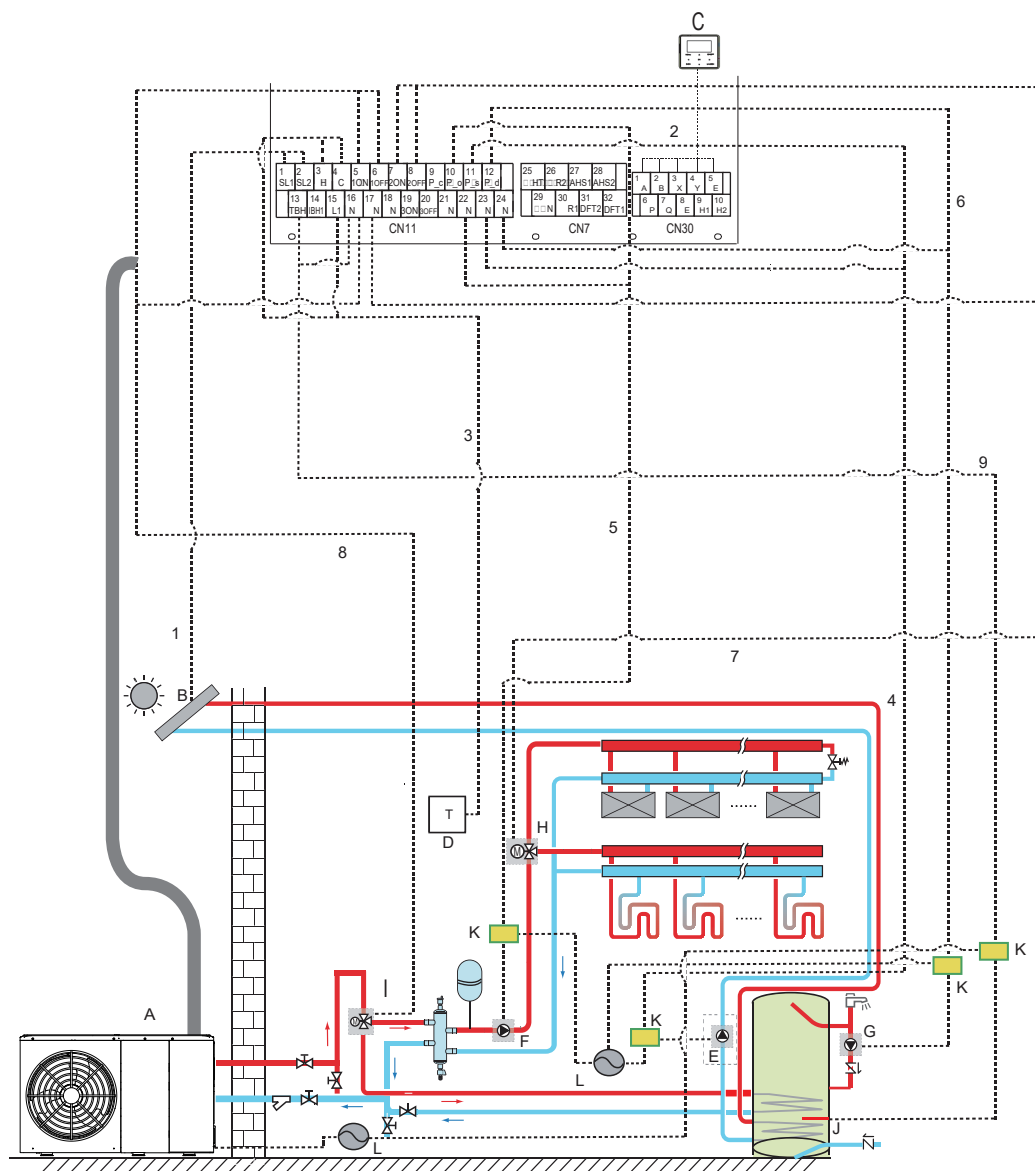 C
2
1 2 3 4 5 6 7 8 9 10 11 12
SL1 SL2 H C 1ON 1OFF 2ON 2OFF P_c P_o P_s P_d
13 14 15 16 17 18 19 20 21 22 23 24
TBH IBH1 L1 N N N 3ON 3OFF N N N N
CN11
25 26 27 28
HT R2 AHS1 AHS2
29 30 31 32
N R1 DFT2 DFT1
CN7
1 2 3 4 5
A B X Y E
6 7 8 9 10
P Q E H1 H2
CN30
6
3
9
5
8
1
7
B
4
T
D
H
K
K
K
A
I
F
K
G
E
L
J
L
M
M